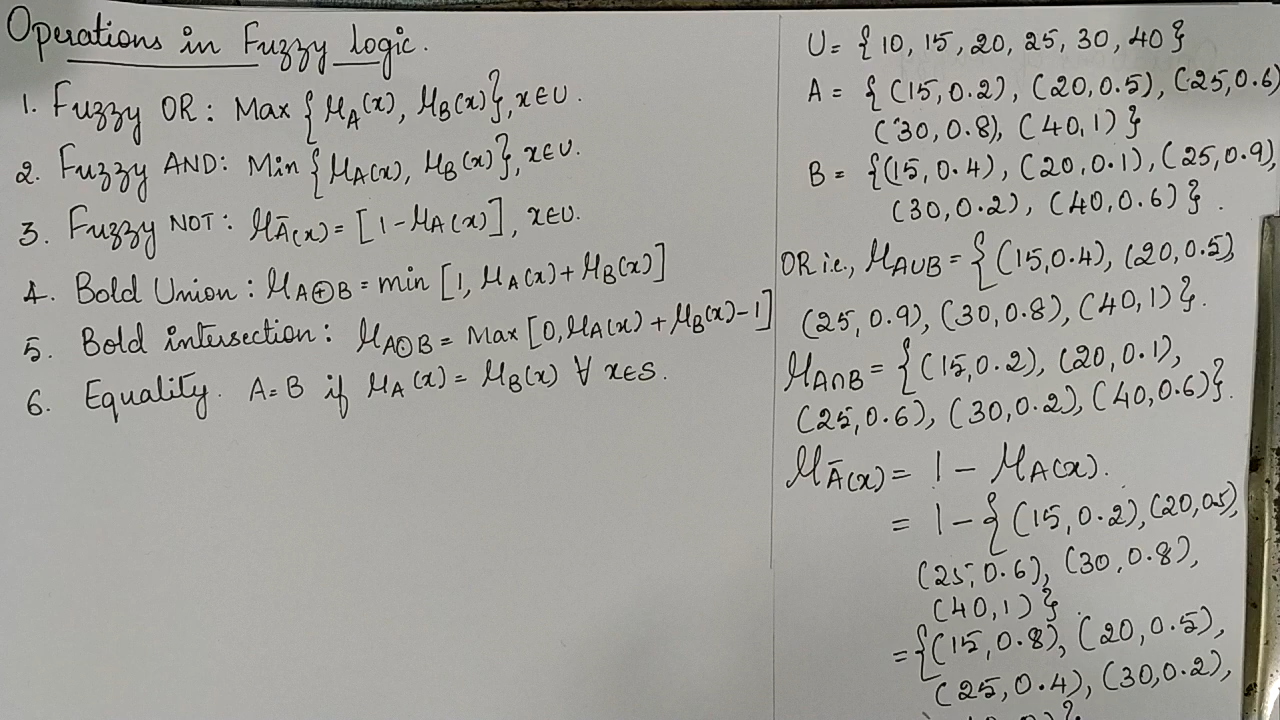 Operations in Fuzzy logic.
1. Fuzzy OR : Max { μA(x), μB(x)}, x∈U.
2. Fuzzy AND: Min { μA(x), μB(x)}, x∈U.
3. Fuzzy NOT: μĀ(x) = [1-μA(x)], x∈U.
4. Bold Union : μA⊕B = min [1, μA(x)+μB(x)]
5. Bold intersection: μA⊙B = Max [0, μA(x)+μB(x)-1]
6. Equality. A=B if μA(x) = μB(x) ∀ x∈S.
U= { 10, 15, 20, 25, 30, 40}
A = { (15,0.2), (20,0.5), (25,0.6)
(30,0.8), (40,1)}
B = {(15,0.4), (20,0.1), (25,0.9),
(30,0.2), (40,0.6)}.
OR i.e., μA∪B = { (15,0.4), (20,0.5),
(25,0.9), (30,0.8), (40,1)}.
μA∩B = { (15,0.2), (20,0.1),
(25,0.6), (30,0.2), (40,0.6)}.
μĀ(x) = 1 - μA(x).
= 1-{ (15,0.2), (20,0.5),
(25,0.6), (30,0.8),
(40,1)}.
={(15,0.8), (20,0.5),
(25,0.4), (30,0.2),